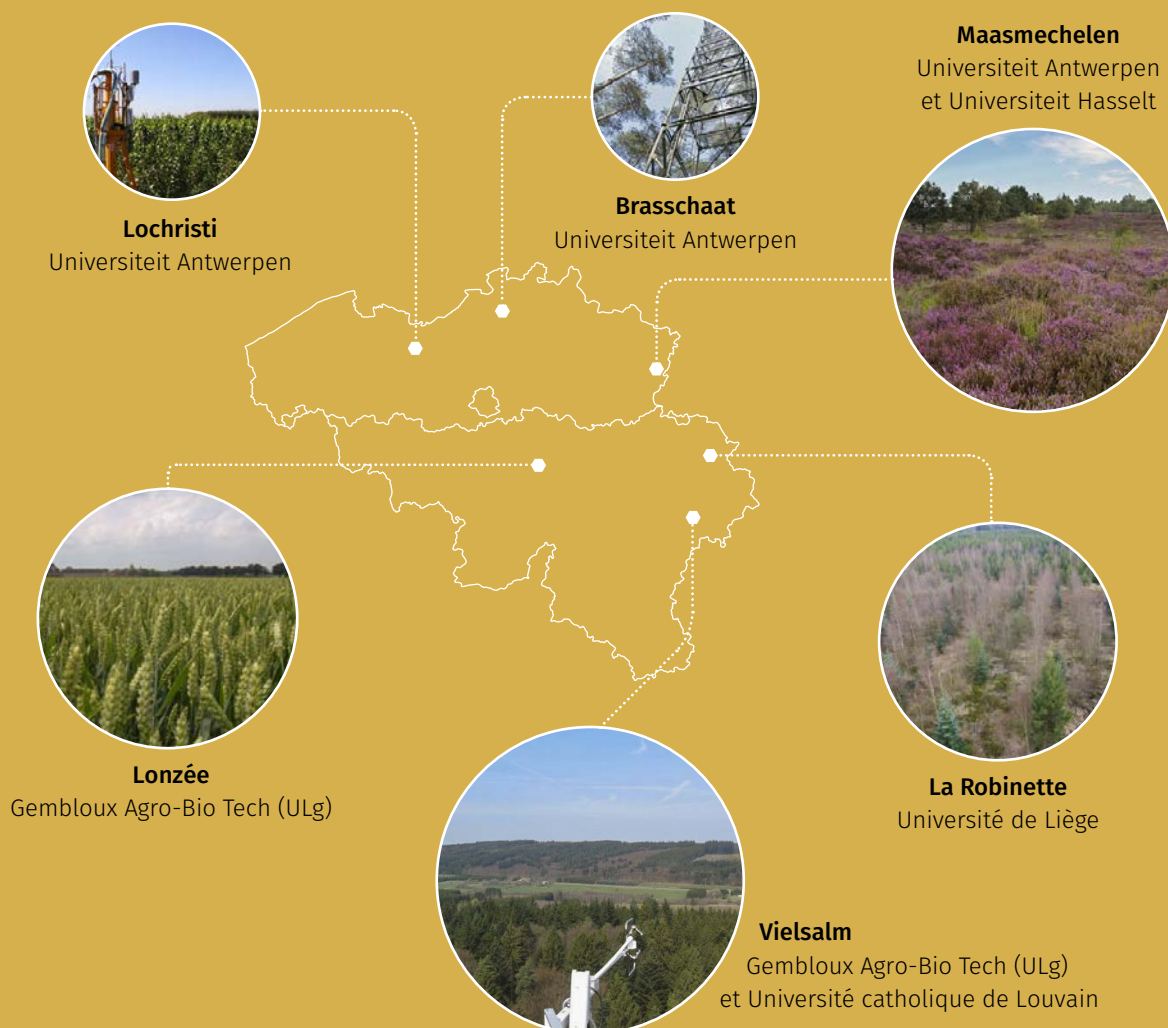 Maasmechelen
Universiteit Antwerpen
et Universiteit Hasselt
Brasschaat
Universiteit Antwerpen
Lochristi
Universiteit Antwerpen
Lonzée
Gembloux Agro-Bio Tech (ULg)
La Robinette
Université de Liège
Vielsalm
Gembloux Agro-Bio Tech (ULg)
et Université catholique de Louvain